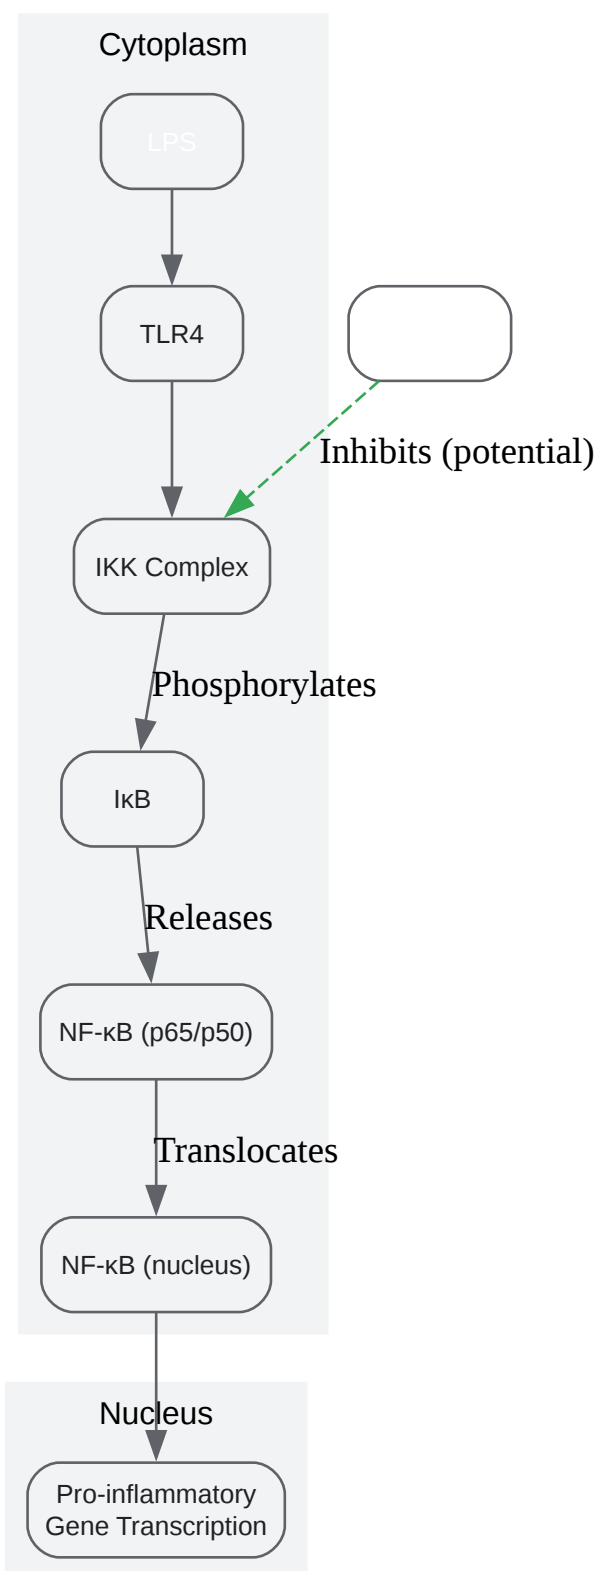 Cytoplasm
LPS
TLR4
Inhibits (potential)
IKK Complex
Phosphorylates
IκB
Releases
NF-κB (p65/p50)
Translocates
NF-κB (nucleus)
Nucleus
Pro-inflammatory
Gene Transcription